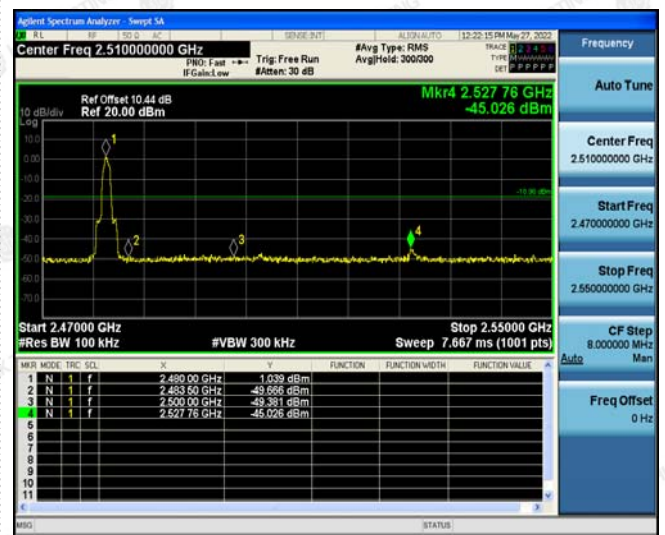 Agilent Spectrum Analyzer - Swept SA
RL RF 50 Ω AC SENSE:INT ALIGN AUTO 12:22:15 PM May 27, 2022
Center Freq 2.510000000 GHz
PNO: Fast Trig: Free Run #Avg Type: RMS TRACE 1 2 3 4 5 6
IFGain:Low #Atten: 30 dB Avg|Hold: 300/300 TYPE
DET P P P P P P
Mkr4 2.527 76 GHz
-45.026 dBm
Ref Offset 10.44 dB
10 dB/div Ref 20.00 dBm
Log
10.0
0.00
-10.0
-20.0
-30.0
-40.0
-50.0
-60.0
-70.0
1
2
3
4
Start 2.47000 GHz Stop 2.55000 GHz
#Res BW 100 kHz #VBW 300 kHz Sweep 7.667 ms (1001 pts)
MKR MODE TRC SCL X Y FUNCTION FUNCTION WIDTH FUNCTION VALUE
1 N 1 f 2.480 00 GHz 1.039 dBm
2 N 1 f 2.483 50 GHz -49.666 dBm
3 N 1 f 2.500 00 GHz -49.381 dBm
4 N 1 f 2.527 76 GHz -45.026 dBm
5
6
7
8
9
10
11
MSG STATUS
Frequency
Auto Tune
Center Freq
2.510000000 GHz
Start Freq
2.470000000 GHz
Stop Freq
2.550000000 GHz
CF Step
8.000000 MHz
Auto Man
Freq Offset
0 Hz